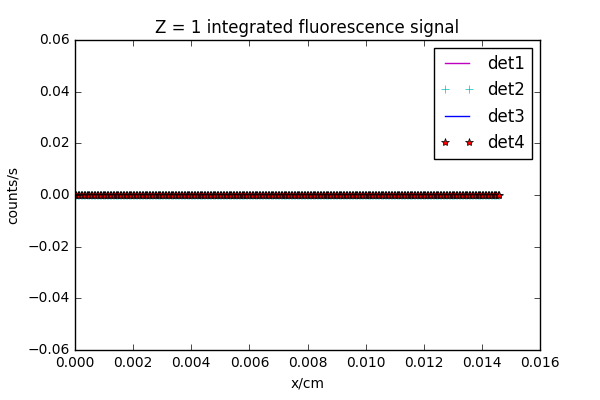 Z = 1 integrated fluorescence signal
0.06
0.04
0.02
0.00
−0.02
−0.04
−0.06
counts/s
det1
det2
det3
det4
0.000 0.002 0.004 0.006 0.008 0.010 0.012 0.014 0.016
x/cm